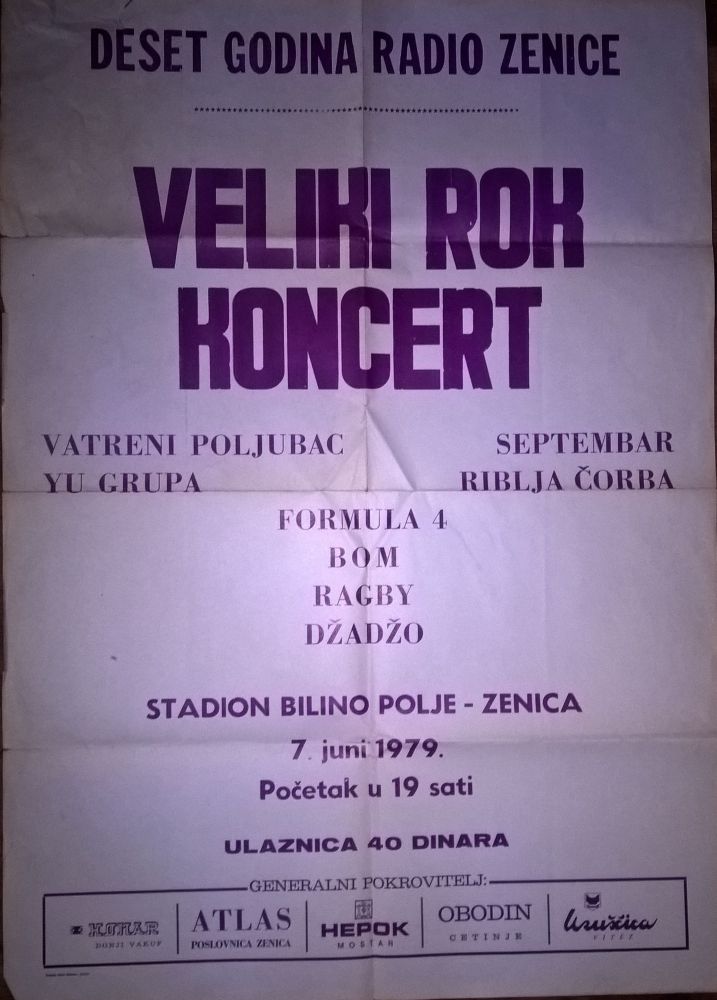 DESET GODINA RADIO ZENICE
VELIKI ROK
KONCERT
VATRENI POLJUBAC SEPTEMBAR
YU GRUPA RIBLJA ČORBA
FORMULA 4
BOM
RAGBY
DŽADŽO
STADION BILINO POLJE - ZENICA
7. juni 1979.
Početak u 19 sati
ULAZNICA 40 DINARA
GENERALNI POKROVITELJ:
DONJI VAKUF
ATLAS
POSLOVNICA ZENICA
HEPOK
MOSTAR
OBODIN
CETINJE
Kruščica
VITEZ